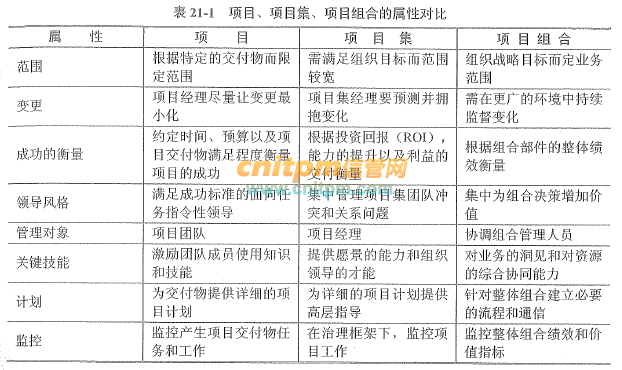 表 21-1 项目、项目集、项目组合的属性对比
属 性 项 目 项 目 集 项 目 组 合
范围 根据特定的交付物而限 需满足组织目标而范围 组织战略目标而定业务
定范围 较宽 范围
变更 项目经理尽量让变更最 项目集经理要预测并拥 需在更广的环境中持续
小化 抱变化 监督变化
成功的衡量 约定时间、预算以及项 根据投资回报（ROI）， 根据组合部件的整体绩
目交付物满足程度衡量 能力的提升以及利益的 效衡量
项目的成功 交付衡量
cnitpm信管网
www.cnitpm.com
领导风格 满足成功标准的面向任 集中管理项目集团队冲 集中为组合决策增加价
务指令性领导 突和关系问题 值
管理对象 项目团队 项目经理 协调组合管理人员
关键技能 激励团队成员使用知识 提供愿景的能力和组织 对业务的洞见和对资源
和技能 领导的才能 的综合协同能力
计划 为交付物提供详细的项 为详细的项目计划提供 针对整体组合建立必要
目计划 高层指导 的流程和通信
监控 监控产生项目交付物任 在治理框架下，监控项 监控整体组合绩效和价
务和工作 目工作 值指标